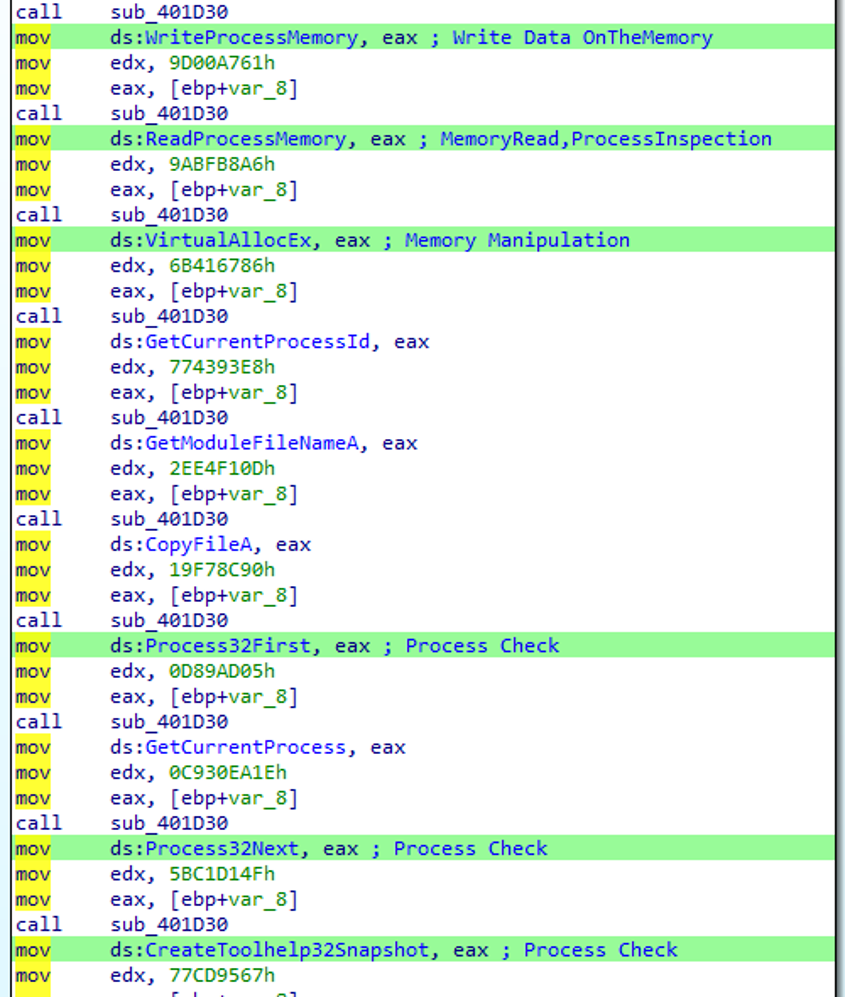 call sub_401D30
mov ds:WriteProcessMemory, eax ; Write Data OnTheMemory
mov edx, 9D00A761h
mov eax, [ebp+var_8]
call sub_401D30
mov ds:ReadProcessMemory, eax ; MemoryRead,ProcessInspection
mov edx, 9ABFB8A6h
mov eax, [ebp+var_8]
call sub_401D30
mov ds:VirtualAllocEx, eax ; Memory Manipulation
mov edx, 6B416786h
mov eax, [ebp+var_8]
call sub_401D30
mov ds:GetCurrentProcessId, eax
mov edx, 774393E8h
mov eax, [ebp+var_8]
call sub_401D30
mov ds:GetModuleFileNameA, eax
mov edx, 2EE4F10Dh
mov eax, [ebp+var_8]
call sub_401D30
mov ds:CopyFileA, eax
mov edx, 19F78C90h
mov eax, [ebp+var_8]
call sub_401D30
mov ds:Process32First, eax ; Process Check
mov edx, 0D89AD05h
mov eax, [ebp+var_8]
call sub_401D30
mov ds:GetCurrentProcess, eax
mov edx, 0C930EA1Eh
mov eax, [ebp+var_8]
call sub_401D30
mov ds:Process32Next, eax ; Process Check
mov edx, 5BC1D14Fh
mov eax, [ebp+var_8]
call sub_401D30
mov ds:CreateToolhelp32Snapshot, eax ; Process Check
mov edx, 77CD9567h